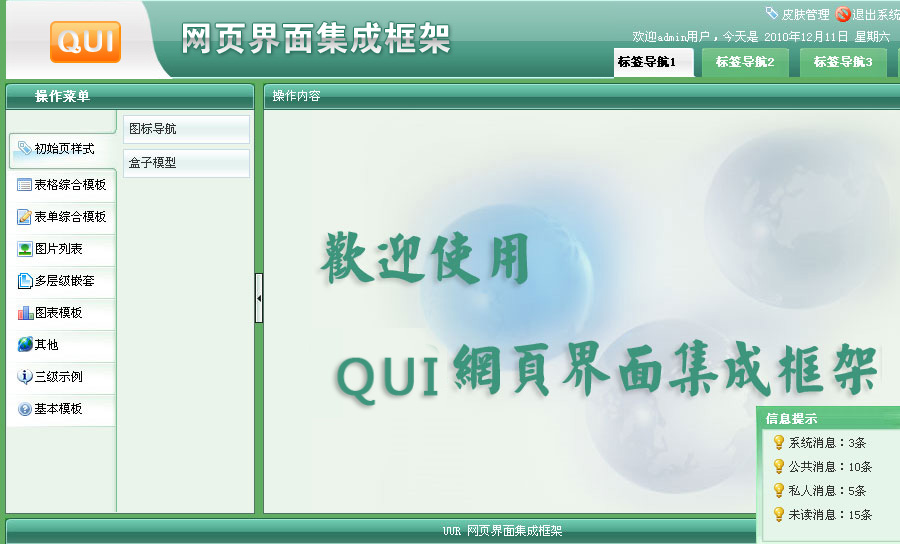 QUI
网页界面集成框架
皮肤管理 退出系统
欢迎admin用户，今天是 2010年12月11日 星期六
标签导航1 标签导航2 标签导航3
操作菜单
初始页样式
表格综合模板
表单综合模板
图片列表
多层级嵌套
图表模板
其他
三级示例
基本模板
图标导航
盒子模型
操作内容
歡迎使用
QUI 網頁界面集成框架
信息提示
系统消息：3条
公共消息：10条
私人消息：5条
未读消息：15条
UUR 网页界面集成框架